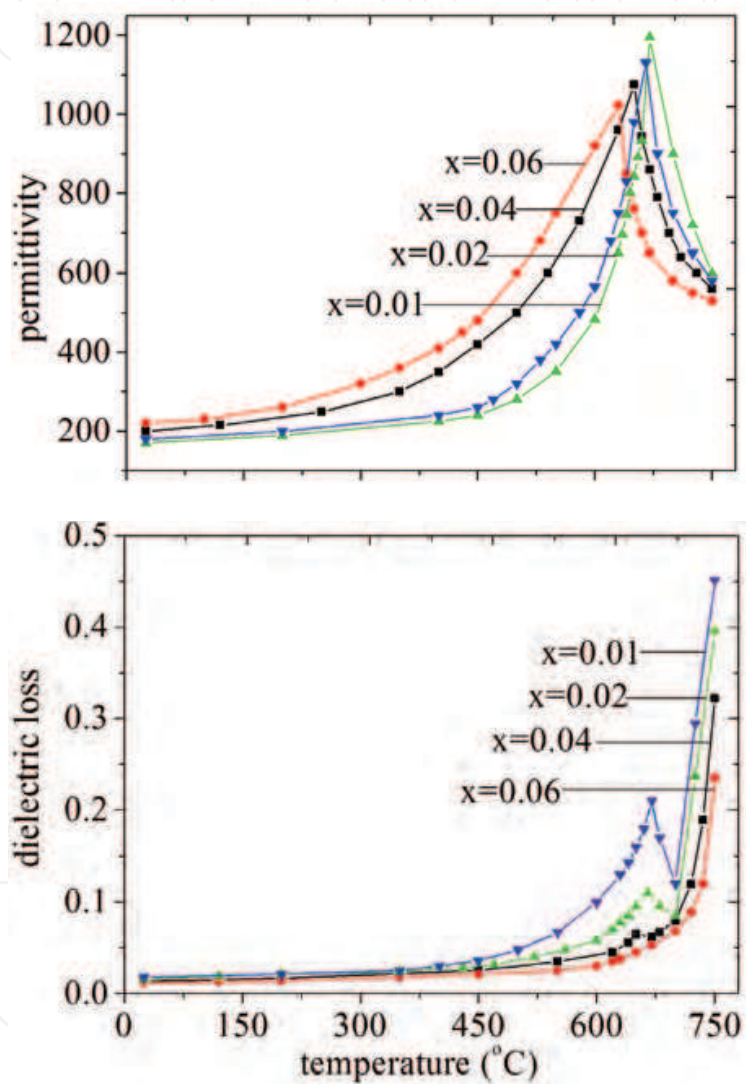 1200
1000
800
600
400
200
permittivity
x=0.06
x=0.04
x=0.02
x=0.01
0.5
0.4
0.3
0.2
0.1
0.0
dielectric loss
x=0.01
x=0.02
x=0.04
x=0.06
0 150 300 450 600 750
temperature (°C)